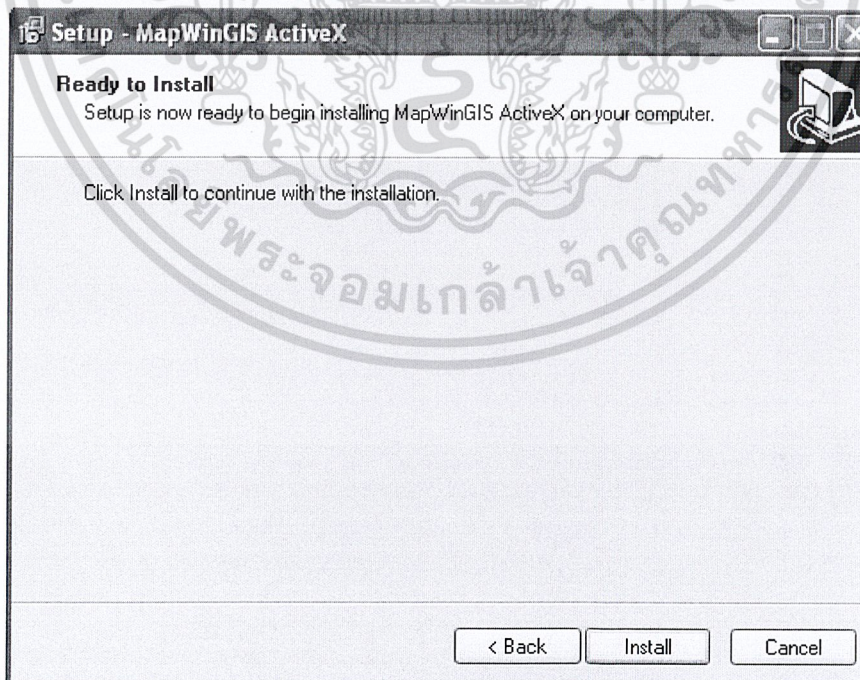 Setup - MapWinGIS ActiveX
Ready to Install
Setup is now ready to begin installing MapWinGIS ActiveX on your computer.
Click Install to continue with the installation.
พระจอมเกล้าเจ้าคุณทหาร
< Back
Install
Cancel